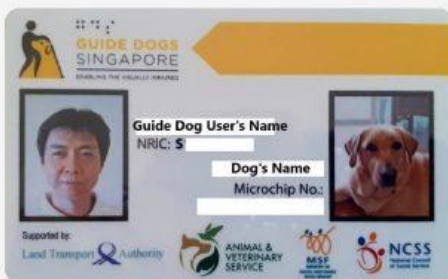 GUIDE DOGS
SINGAPORE
ENABLING THE VISUALLY IMPAIRED
Guide Dog User's Name
NRIC: S
Dog's Name
Microchip No.:
Supported by:
Land Transport Authority
ANIMAL &
VETERINARY
SERVICE
MSF
NCSS
National Council
of Social Service